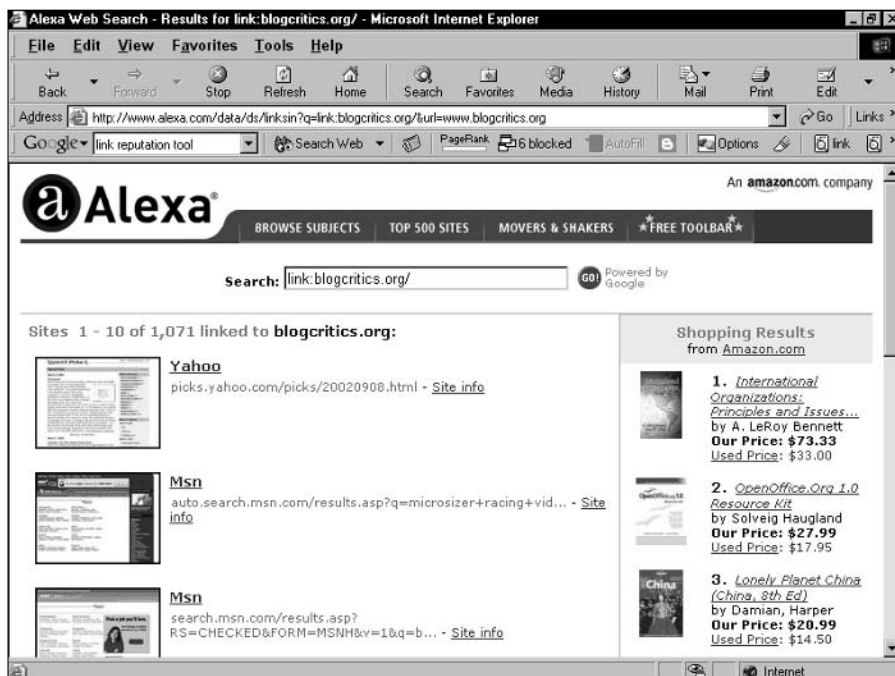 Alexa Web Search - Results for link:blogcritics.org/ - Microsoft Internet Explorer
File Edit View Favorites Tools Help
Back Forward Stop Refresh Home Search Favorites Media History Mail Print Edit
Address http://www.alexa.com/data/ds/linksin?q=link:blogcritics.org/&url=www.blogcritics.org Go Links
Google link reputation tool Search Web PageRank 6 blocked AutoFill Options link
An amazon.com. company
a Alexa®
BROWSE SUBJECTS TOP 500 SITES MOVERS & SHAKERS FREE TOOLBAR
Search: link:blogcritics.org/ GO! Powered by
Google
Sites 1 - 10 of 1,071 linked to blogcritics.org:
Yahoo
picks.yahoo.com/picks/20020908.html - Site info
Msn
auto.search.msn.com/results.asp?q=microsizer+racing+vid... - Site
info
Msn
search.msn.com/results.asp?
RS=CHECKED&FORM=MSNH&v=1&q=b... - Site info
Shopping Results
from Amazon.com
1. International
Organizations:
Principles and Issues...
by A. LeRoy Bennett
Our Price: $73.33
Used Price: $33.00
2. OpenOffice.Org 1.0
Resource Kit
by Solveig Haugland
Our Price: $27.99
Used Price: $17.95
China
3. Lonely Planet China
(China, 8th Ed)
by Damian, Harper
Our Price: $20.99
Used Price: $14.50
Internet